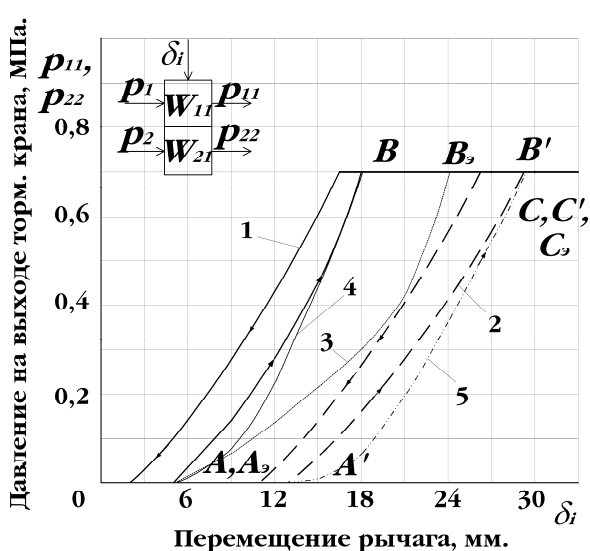 Давление на выходе торм. крана, МПа.
p11,
p22
δi
p1 W11 p11
p2 W21 p22
0,8
0,6
0,4
0,2
0
B Bэ B'
C,C',
Cэ
1
4
3
2
5
A,Aэ A'
6 12 18 24 30 δi
Перемещение рычага, мм.